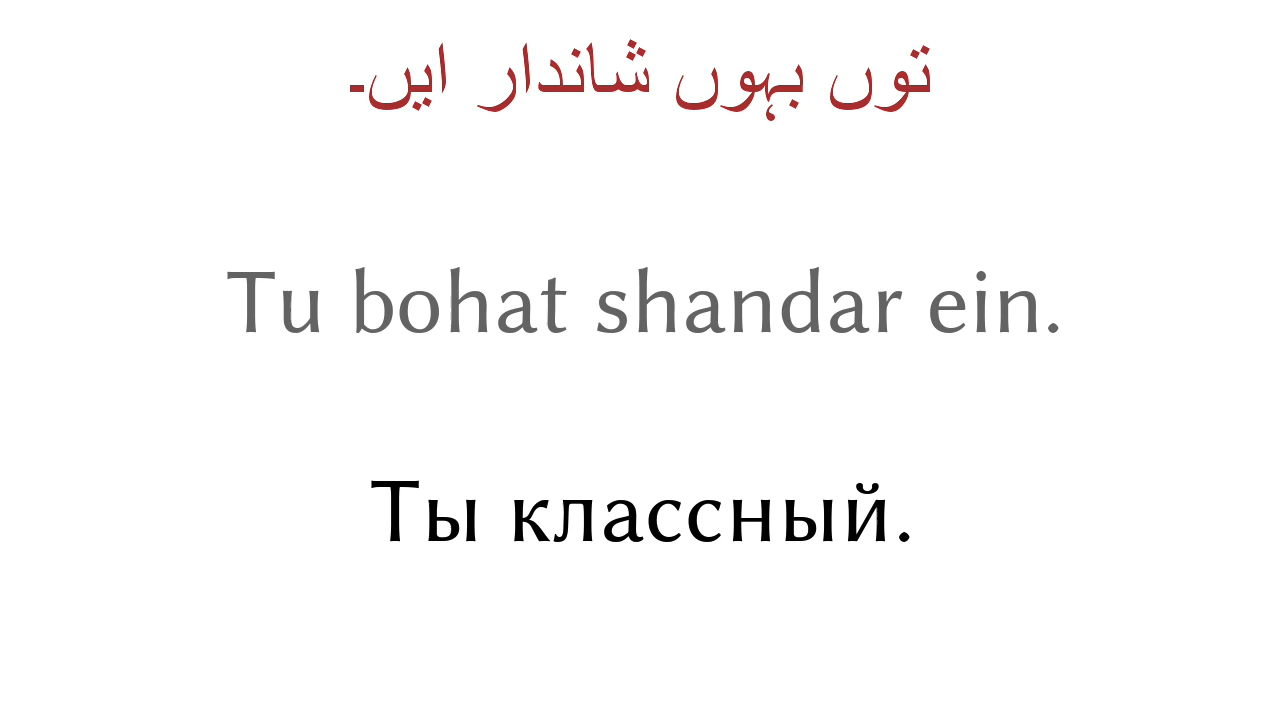 توں بہوں شاندار ایں۔
Tu bohat shandar ein.
Ты классный.